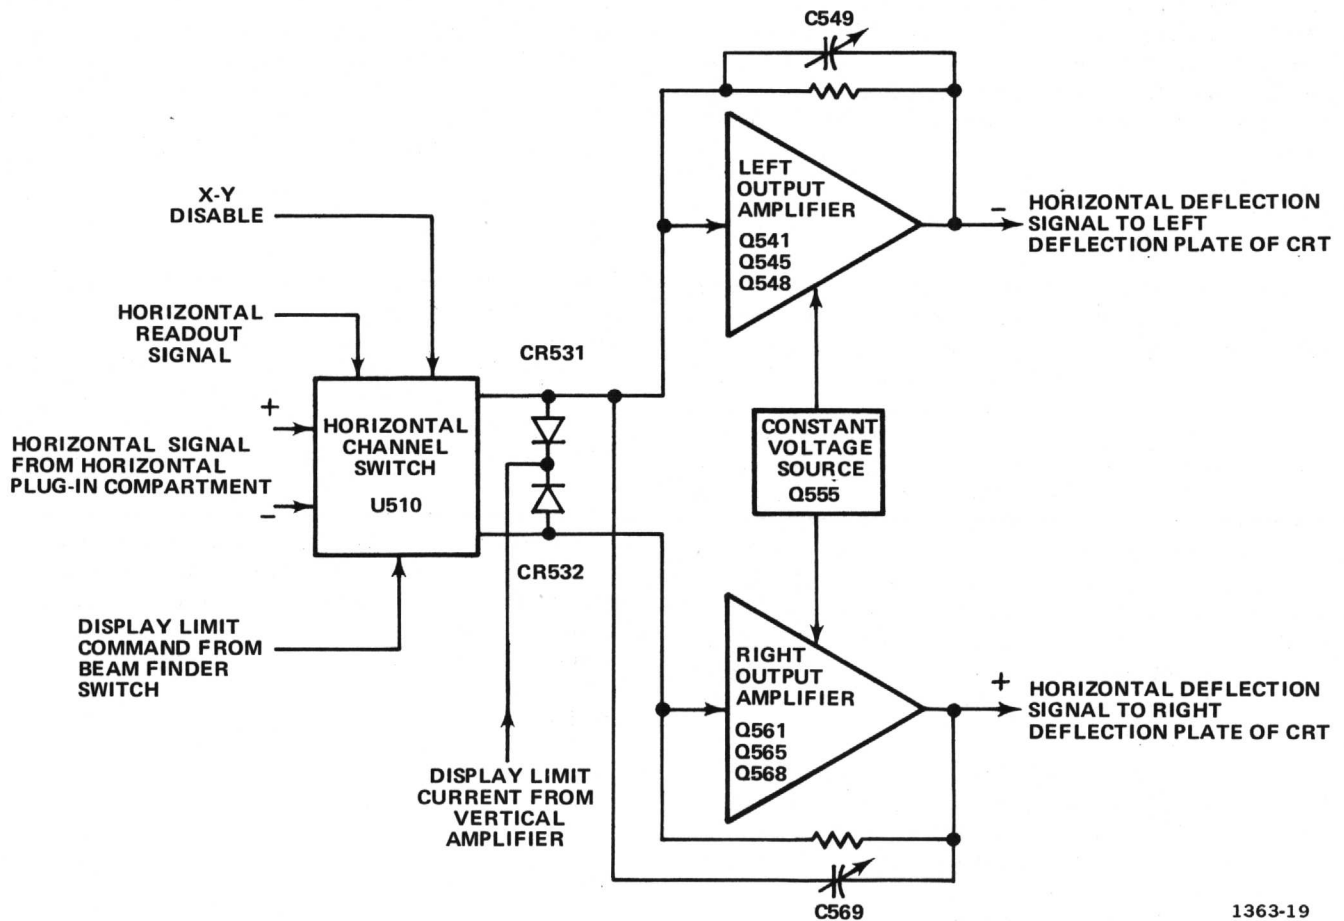 C549
LEFT
OUTPUT
AMPLIFIER
Q541
Q545
Q548
−
HORIZONTAL DEFLECTION
SIGNAL TO LEFT
DEFLECTION PLATE OF CRT
X-Y
DISABLE
HORIZONTAL
READOUT
SIGNAL
CR531
+
HORIZONTAL SIGNAL
FROM HORIZONTAL
PLUG-IN COMPARTMENT
−
HORIZONTAL
CHANNEL
SWITCH
U510
CONSTANT
VOLTAGE
SOURCE
Q555
CR532
DISPLAY LIMIT
COMMAND FROM
BEAM FINDER
SWITCH
DISPLAY LIMIT
CURRENT FROM
VERTICAL
AMPLIFIER
RIGHT
OUTPUT
AMPLIFIER
Q561
Q565
Q568
+
HORIZONTAL DEFLECTION
SIGNAL TO RIGHT
DEFLECTION PLATE OF CRT
C569
1363-19